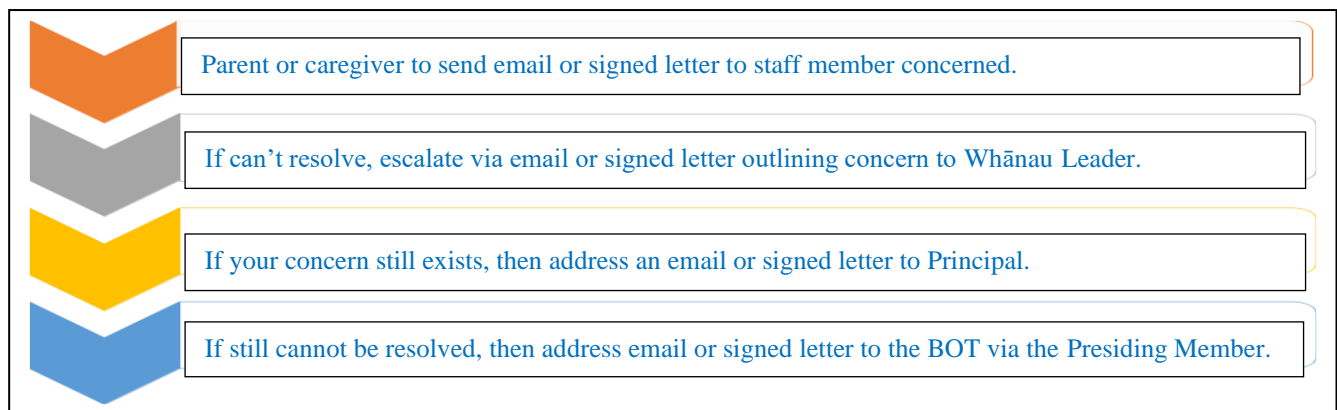 Parent or caregiver to send email or signed letter to staff member concerned.
If can’t resolve, escalate via email or signed letter outlining concern to Whānau Leader.
If your concern still exists, then address an email or signed letter to Principal.
If still cannot be resolved, then address email or signed letter to the BOT via the Presiding Member.